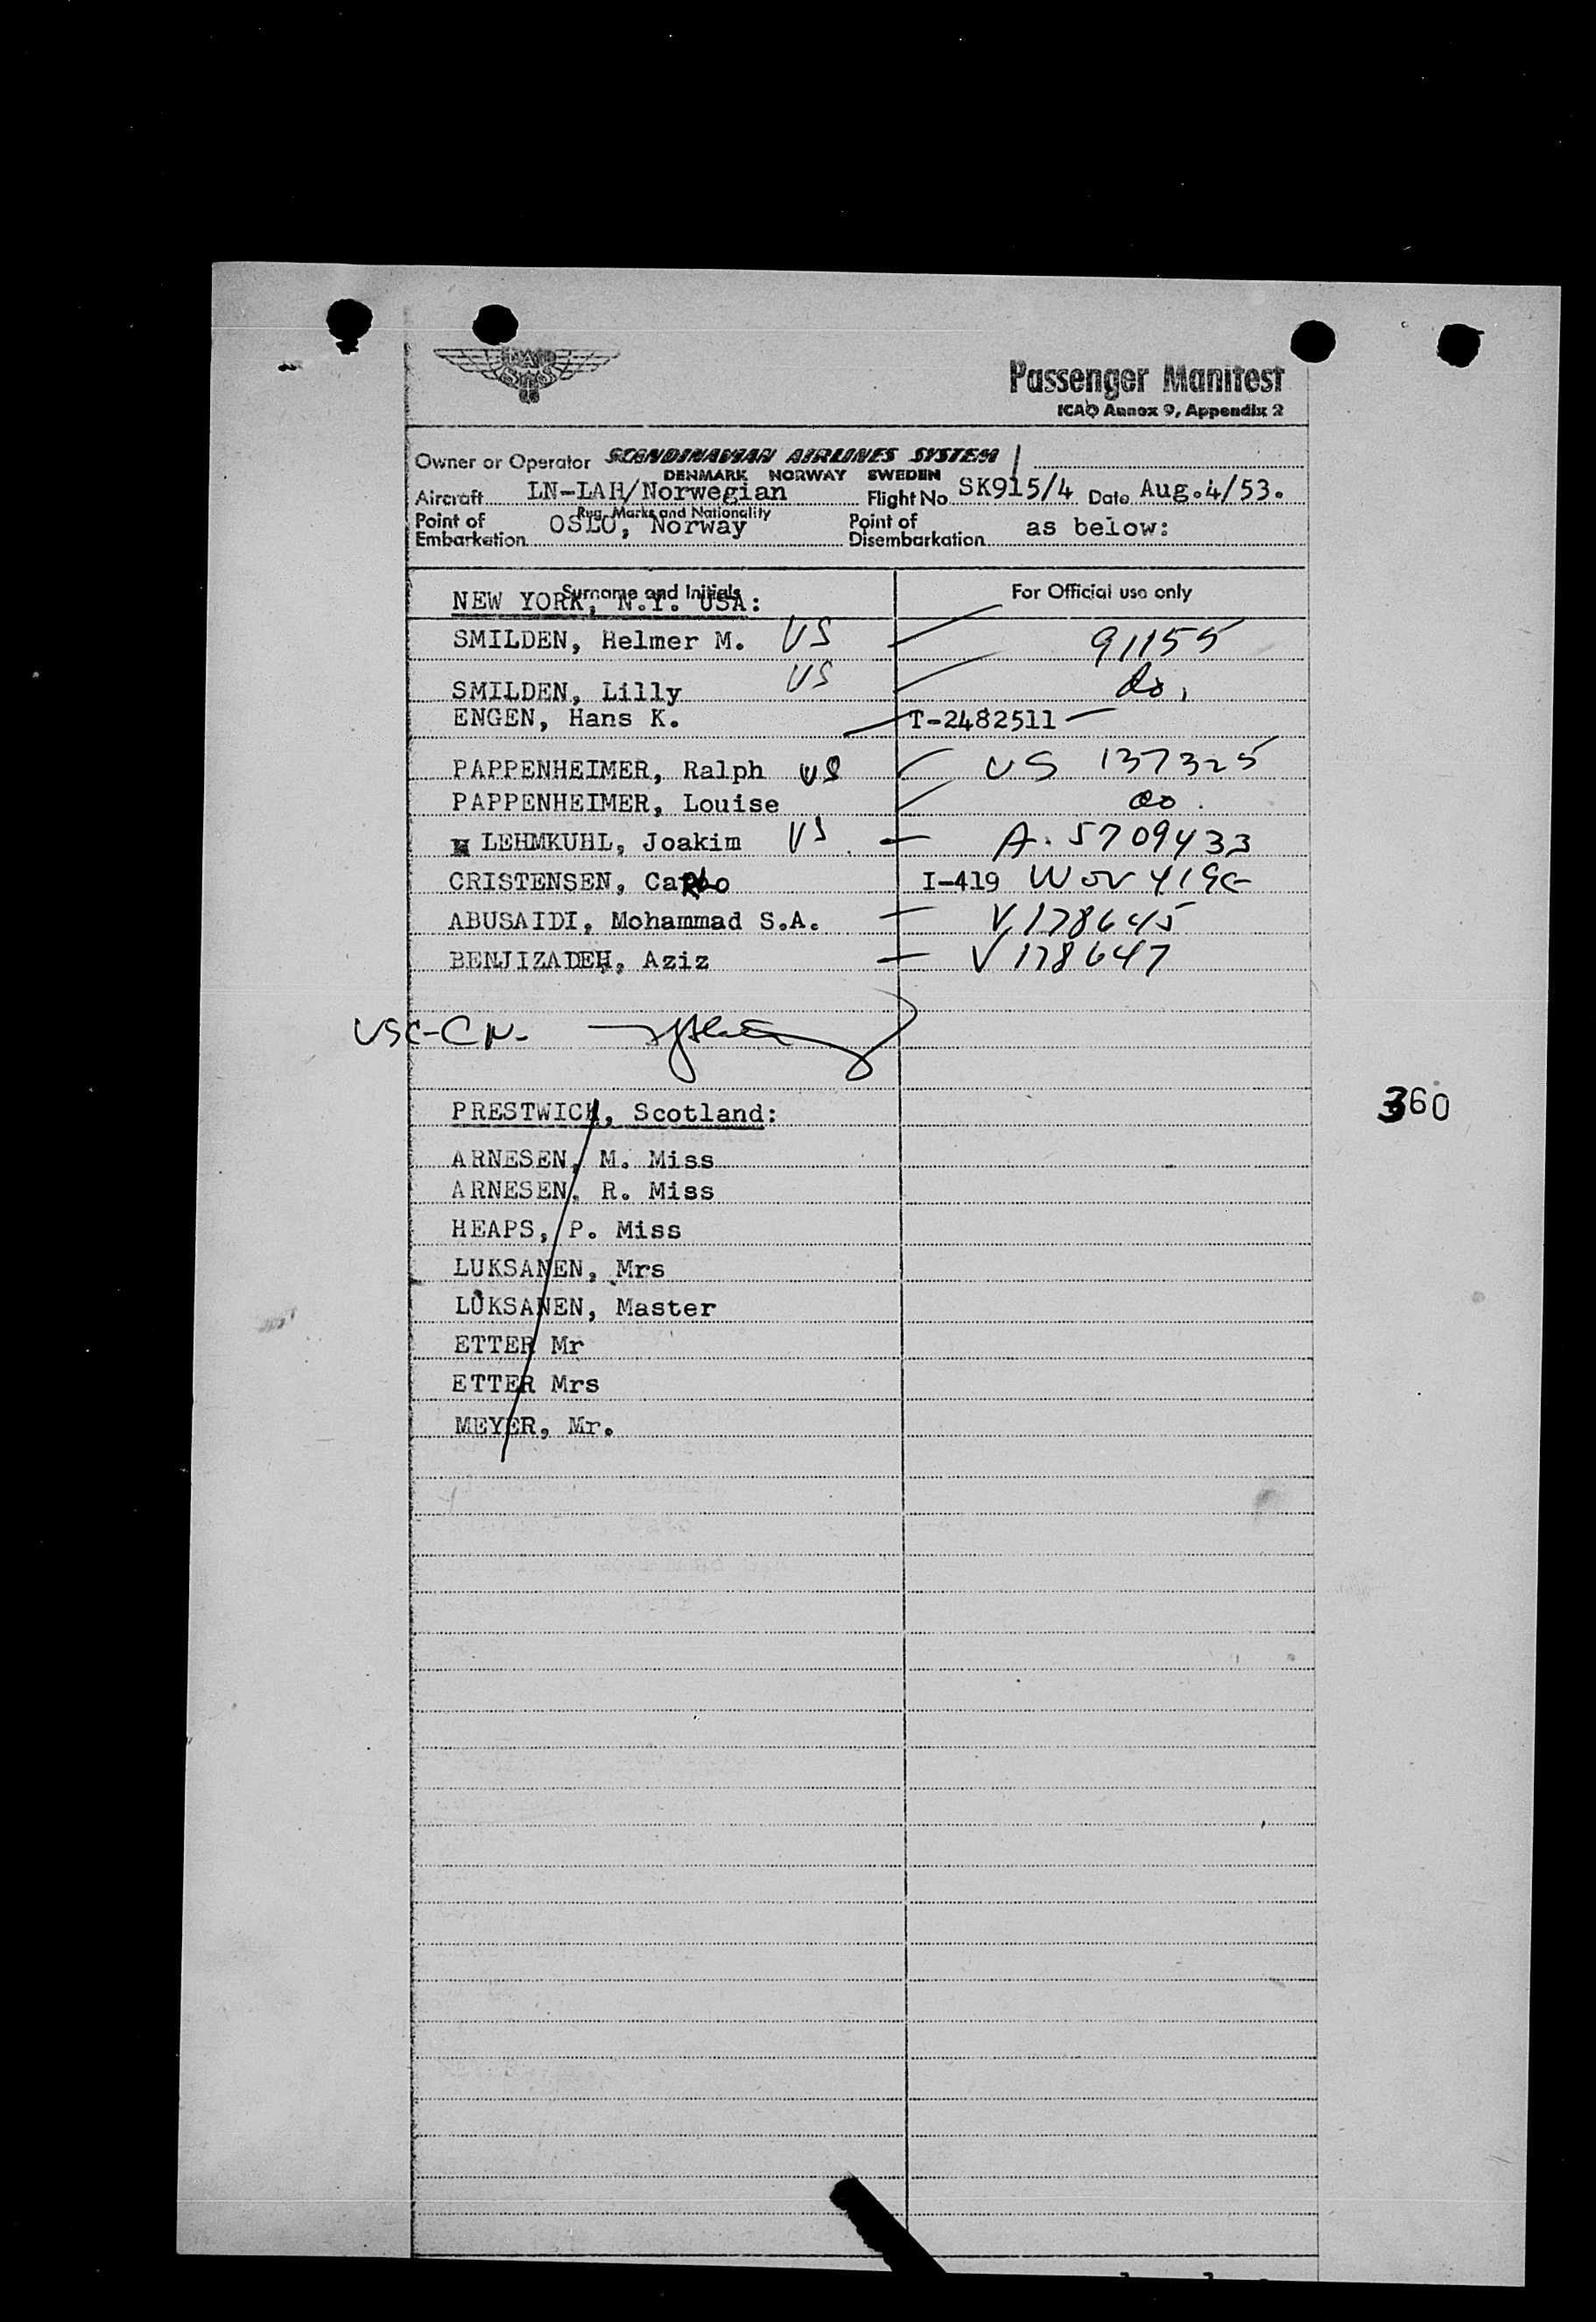 SAS
Passenger Manifest
ICAO Annex 9, Appendix 2
Owner or Operator SCANDINAVIAN AIRLINES SYSTEM
DENMARK NORWAY SWEDEN
Aircraft LN-LAH/Norwegian Flight No. SK915/4 Date Aug.4/53.
Reg. Marks and Nationality
Point of Embarkation OSLO, Norway Point of Disembarkation as below:
Surname and Initials For Official use only
NEW YORK, N.Y. USA:
SMILDEN, Helmer M. US 91155
SMILDEN, Lilly US do.
ENGEN, Hans K. T-2482511
PAPPENHEIMER, Ralph US US 137325
PAPPENHEIMER, Louise do.
LEHMKUHL, Joakim US A. 5709433
CRISTENSEN, CaRLo I-419
ABUSAIDI, Mohammad S.A. V 178645
BENJIZADEH, Aziz V 178647
USC-CN-
360
PRESTWICH, Scotland:
ARNESEN, M. Miss
ARNESEN, R. Miss
HEAPS, P. Miss
LUKSANEN, Mrs
LUKSANEN, Master
ETTER Mr
ETTER Mrs
MEYER, Mr.